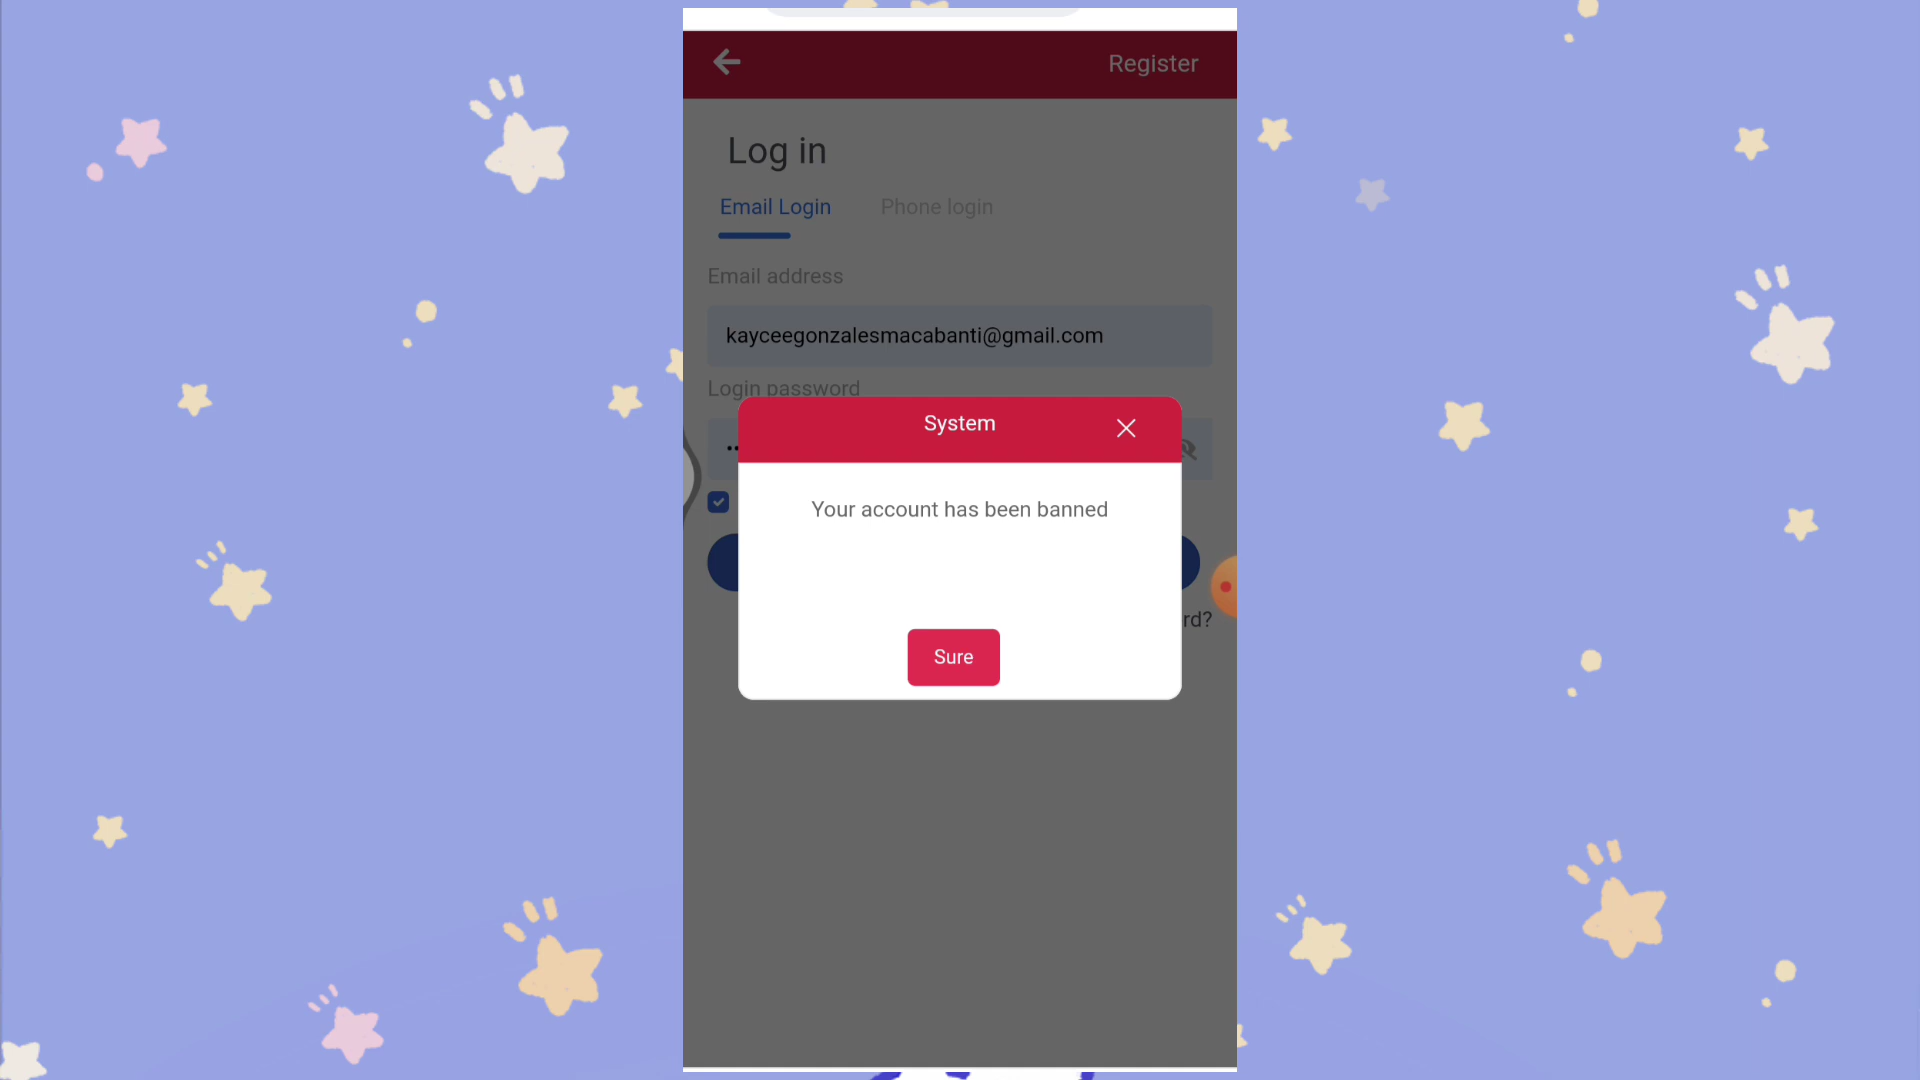 Register
Log in
Email Login
Phone login
Email address
kayceegonzalesmacabanti@gmail.com
Login password
System
Your account has been banned
rd?
Sure